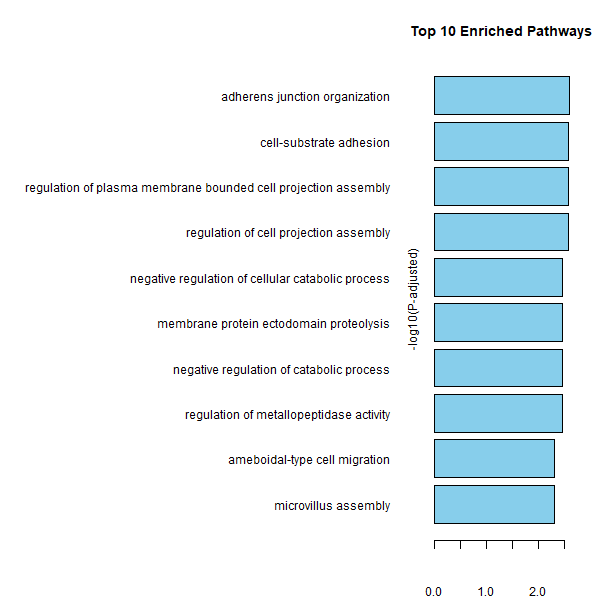 Top 10 Enriched Pathways
adherens junction organization
cell-substrate adhesion
regulation of plasma membrane bounded cell projection assembly
regulation of cell projection assembly
negative regulation of cellular catabolic process
membrane protein ectodomain proteolysis
negative regulation of catabolic process
regulation of metallopeptidase activity
ameboidal-type cell migration
microvillus assembly
-log10(P-adjusted)
0.0 1.0 2.0